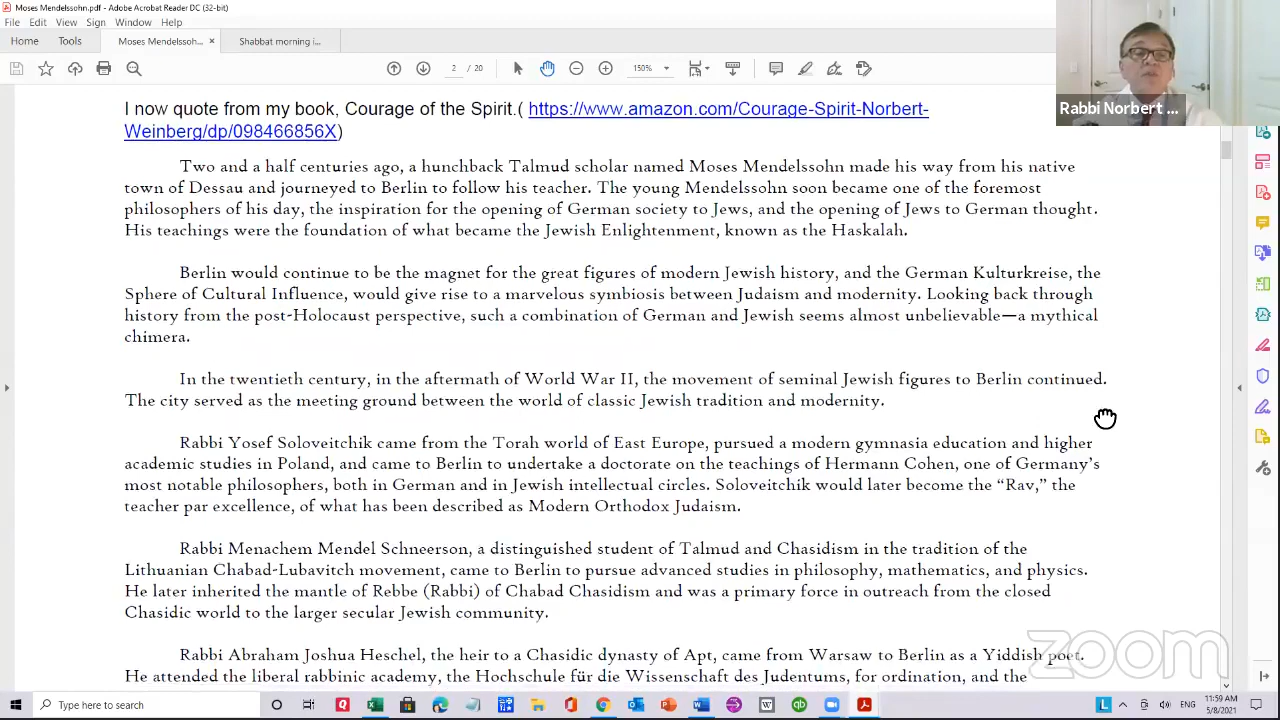 Moses Mendelssohn.pdf - Adobe Acrobat Reader DC (32-bit)
File Edit View Sign Window Help
Home Tools Moses Mendelssoh... × Shabbat morning i...
2 / 20 150%
Rabbi Norbert ...
I now quote from my book, Courage of the Spirit.( https://www.amazon.com/Courage-Spirit-Norbert-
Weinberg/dp/098466856X)
Two and a half centuries ago, a hunchback Talmud scholar named Moses Mendelssohn made his way from his native
town of Dessau and journeyed to Berlin to follow his teacher. The young Mendelssohn soon became one of the foremost
philosophers of his day, the inspiration for the opening of German society to Jews, and the opening of Jews to German thought.
His teachings were the foundation of what became the Jewish Enlightenment, known as the Haskalah.
Berlin would continue to be the magnet for the great figures of modern Jewish history, and the German Kulturkreise, the
Sphere of Cultural Influence, would give rise to a marvelous symbiosis between Judaism and modernity. Looking back through
history from the post-Holocaust perspective, such a combination of German and Jewish seems almost unbelievable—a mythical
chimera.
In the twentieth century, in the aftermath of World War II, the movement of seminal Jewish figures to Berlin continued.
The city served as the meeting ground between the world of classic Jewish tradition and modernity.
Rabbi Yosef Soloveitchik came from the Torah world of East Europe, pursued a modern gymnasia education and higher
academic studies in Poland, and came to Berlin to undertake a doctorate on the teachings of Hermann Cohen, one of Germany's
most notable philosophers, both in German and in Jewish intellectual circles. Soloveitchik would later become the “Rav,” the
teacher par excellence, of what has been described as Modern Orthodox Judaism.
Rabbi Menachem Mendel Schneerson, a distinguished student of Talmud and Chasidism in the tradition of the
Lithuanian Chabad-Lubavitch movement, came to Berlin to pursue advanced studies in philosophy, mathematics, and physics.
He later inherited the mantle of Rebbe (Rabbi) of Chabad Chasidism and was a primary force in outreach from the closed
Chasidic world to the larger secular Jewish community.
Rabbi Abraham Joshua Heschel, the heir to a Chasidic dynasty of Apt, came from Warsaw to Berlin as a Yiddish poet.
He attended the liberal rabbinic academy, the Hochschule für die Wissenschaft des Judentums, for ordination, and the
zoom
Type here to search
ENG
11:59 AM
5/8/2021